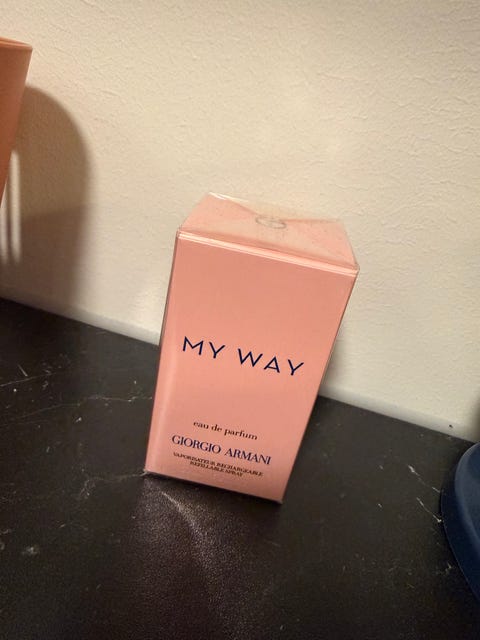 MY WAY
eau de parfum
GIORGIO ARMANI
VAPORISATEUR RECHARGEABLE
REFILLABLE SPRAY